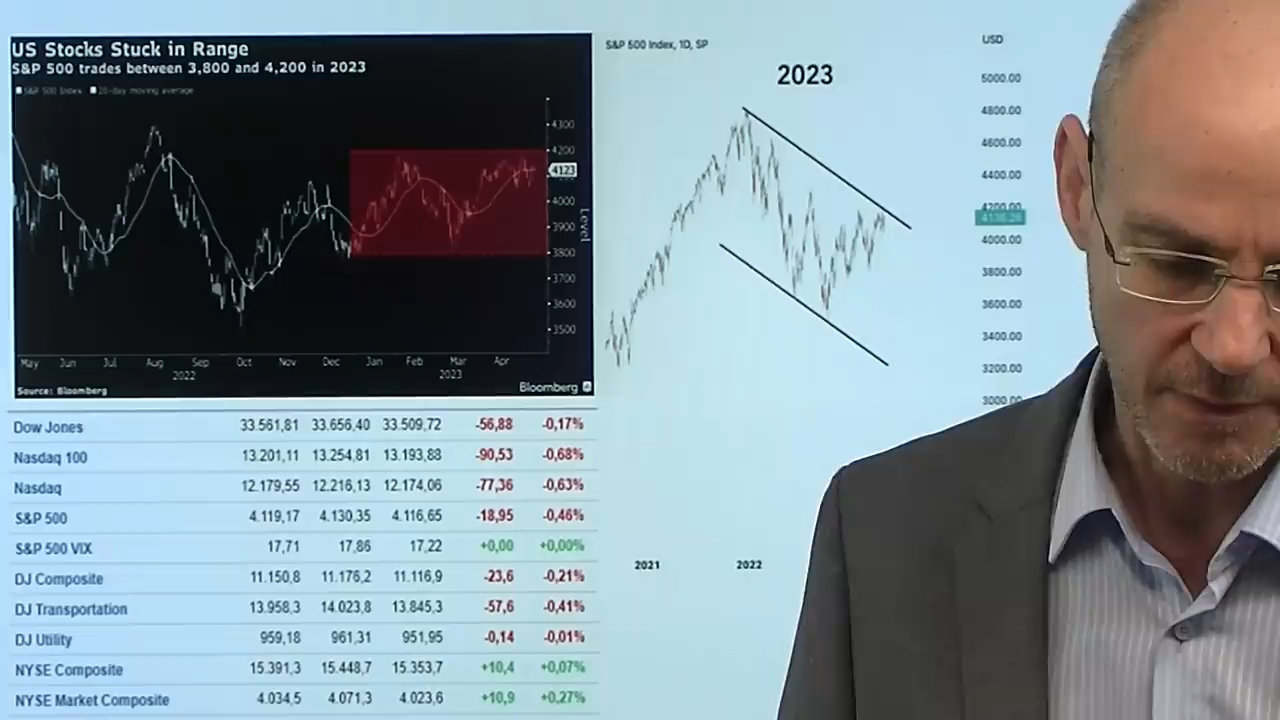 US Stocks Stuck in Range
S&P 500 trades between 3,800 and 4,200 in 2023
S&P 500 Index 20-day moving average
4300
4200
4123
4000
3900
3800
3700
3600
3500
Level
May Jun Jul Aug Sep Oct Nov Dec Jan Feb Mar Apr
2022 2023
Source: Bloomberg
Bloomberg
S&P 500 Index, 1D, SP
2023
USD
5000.00
4800.00
4600.00
4400.00
4200.00
4000.00
3800.00
3600.00
3400.00
3200.00
3000.00
2021 2022
Dow Jones 33.561,81 33.656,40 33.509,72 -56,88 -0,17%
Nasdaq 100 13.201,11 13.254,81 13.193,88 -90,53 -0,68%
Nasdaq 12.179,55 12.216,13 12.174,06 -77,36 -0,63%
S&P 500 4.119,17 4.130,35 4.116,65 -18,95 -0,46%
S&P 500 VIX 17,71 17,86 17,22 +0,00 +0,00%
DJ Composite 11.150,8 11.176,2 11.116,9 -23,6 -0,21%
DJ Transportation 13.958,3 14.023,8 13.845,3 -57,6 -0,41%
DJ Utility 959,18 961,31 951,95 -0,14 -0,01%
NYSE Composite 15.391,3 15.448,7 15.353,7 +10,4 +0,07%
NYSE Market Composite 4.034,5 4.071,3 4.023,6 +10,9 +0,27%